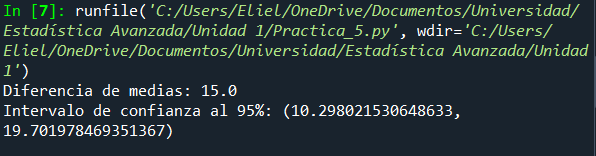 In [7]: runfile('C:/Users/Eliel/OneDrive/Documentos/Universidad/
Estadística Avanzada/Unidad 1/Practica_5.py', wdir='C:/Users/
Eliel/OneDrive/Documentos/Universidad/Estadística Avanzada/Unidad
1')
Diferencia de medias: 15.0
Intervalo de confianza al 95%: (10.298021530648633,
19.701978469351367)